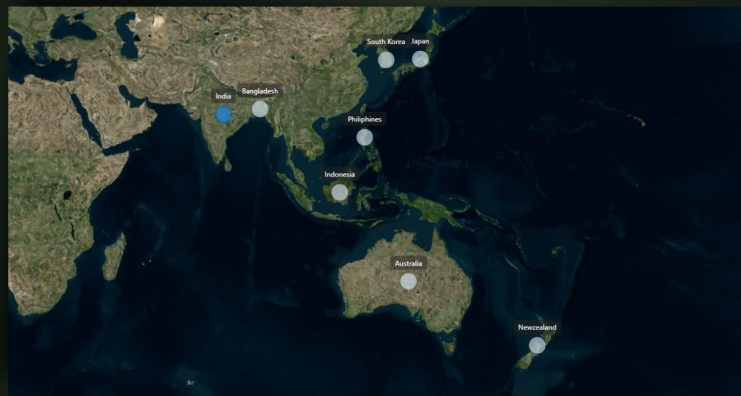 South Korea
Japan
India
Bangladesh
Philiphines
Indonesia
Australia
Newzealand